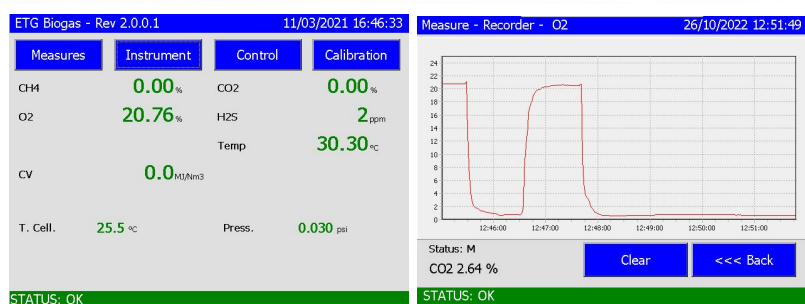 ETG Biogas - Rev 2.0.0.1 11/03/2021 16:46:33
Measures Instrument Control Calibration
CH4 0.00 % CO2 0.00 %
O2 20.76 % H2S 2 ppm
Temp 30.30 °C
CV 0.0 MJ/Nm3
T. Cell. 25.5 °C Press. 0.030 psi
STATUS: OK
Measure - Recorder - O2 26/10/2022 12:51:49
24
22
20
18
16
14
12
10
8
6
4
2
0
12:46:00 12:47:00 12:48:00 12:49:00 12:50:00 12:51:00
Status: M
CO2 2.64 %
Clear <<< Back
STATUS: OK